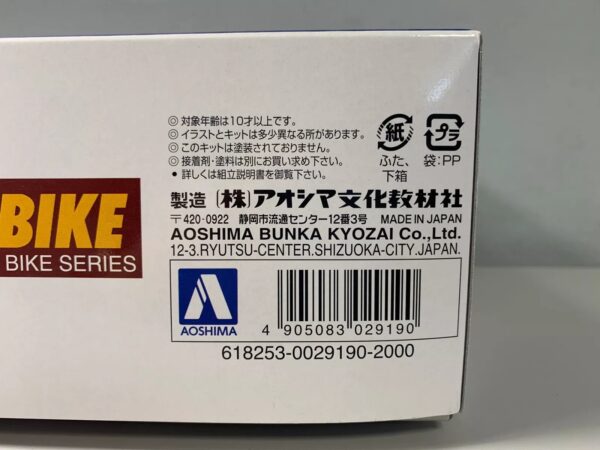 ◎ 対象年齢は10才以上です。
◎ イラストとキットは多少異なる所があります。
◎ このキットは塗装されておりません。
◎ 接着剤・塗料は別にお買い求め下さい。
● 詳しくは組立説明書を御覧下さい。
紙
ふた、
下箱
プラ
袋:PP
製造 (株)アオシマ文化教材社
〒420-0922 静岡市流通センター12番3号 MADE IN JAPAN
AOSHIMA BUNKA KYOZAI Co.,Ltd.
12-3.RYUTSU-CENTER.SHIZUOKA-CITY.JAPAN.
BIKE
BIKE SERIES
AOSHIMA
4 905083 029190
618253-0029190-2000